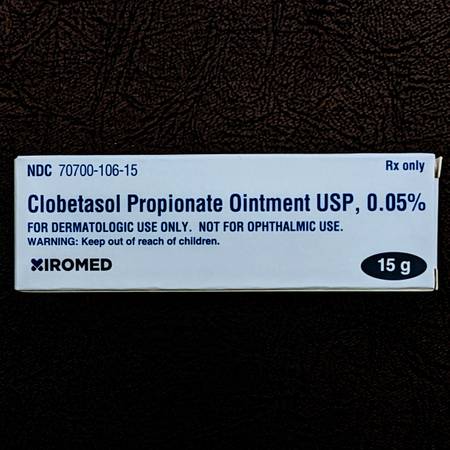 NDC 70700-106-15
Rx only
Clobetasol Propionate Ointment USP, 0.05%
FOR DERMATOLOGIC USE ONLY. NOT FOR OPHTHALMIC USE.
WARNING: Keep out of reach of children.
XIROMED
15 g